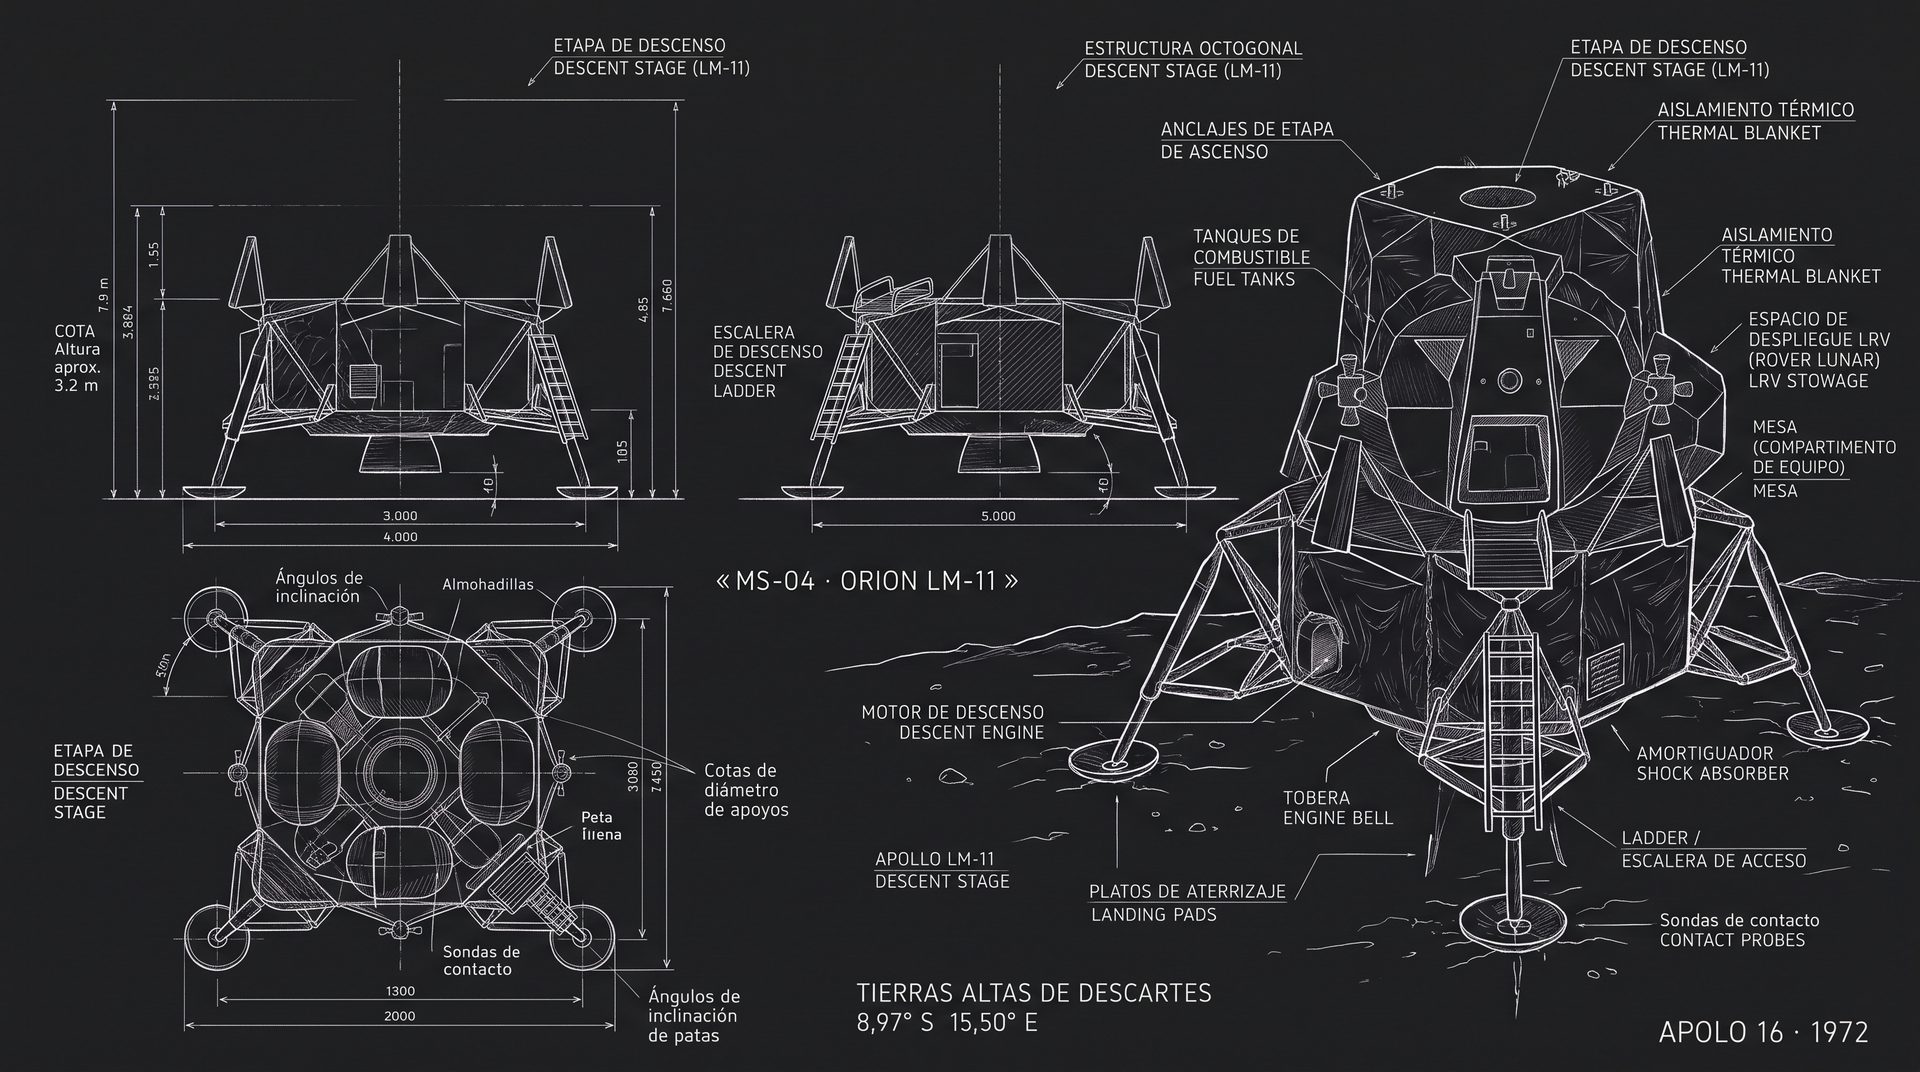 ETAPA DE DESCENSO
DESCENT STAGE (LM-11)
7.9 m
3.884
1.55
4.85
7.660
COTA
Altura
aprox.
3.2 m
105
10
3.000
4.000
ESTRUCTURA OCTOGONAL
DESCENT STAGE (LM-11)
ESCALERA
DE DESCENSO
DESCENT
LADDER
10
5.000
« MS-04 · ORION LM-11 »
Ángulos de
inclinación
Almohadillas
ETAPA DE
DESCENSO
DESCENT
STAGE
3080
Cotas de
diámetro
de apoyos
Peta
Sondas de
contacto
1300
2000
Ángulos de
inclinación
de patas
ETAPA DE DESCENSO
DESCENT STAGE (LM-11)
AISLAMIENTO TÉRMICO
THERMAL BLANKET
ANCLAJES DE ETAPA
DE ASCENSO
TANQUES DE
COMBUSTIBLE
FUEL TANKS
AISLAMIENTO
TÉRMICO
THERMAL BLANKET
ESPACIO DE
DESPLIEGUE LRV
(ROVER LUNAR)
LRV STOWAGE
MESA
(COMPARTIMENTO
DE EQUIPO)
MESA
MOTOR DE DESCENSO
DESCENT ENGINE
TOBERA
ENGINE BELL
AMORTIGUADOR
SHOCK ABSORBER
LADDER /
ESCALERA DE ACCESO
APOLLO LM-11
DESCENT STAGE
PLATOS DE ATERRIZAJE
LANDING PADS
Sondas de contacto
CONTACT PROBES
TIERRAS ALTAS DE DESCARTES
8,97° S 15,50° E
APOLO 16 · 1972